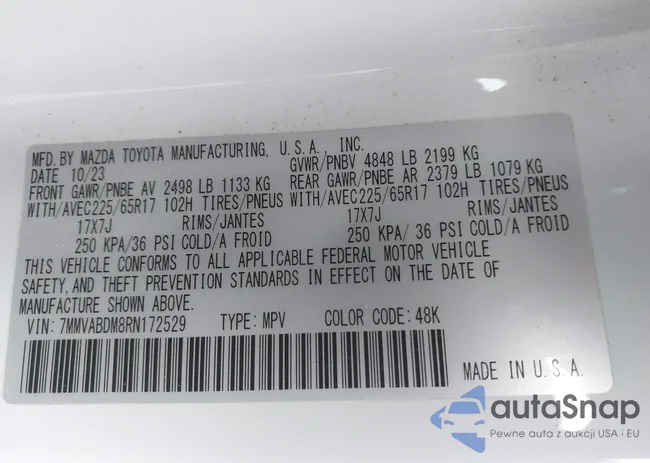 MFD. BY MAZDA TOYOTA MANUFACTURING, U.S.A., INC.
DATE 10/23 GVWR/PNBV 4848 LB 2199 KG
FRONT GAWR/PNBE AV 2498 LB 1133 KG REAR GAWR/PNBE AR 2379 LB 1079 KG
WITH/AVEC225/65R17 102H TIRES/PNEUS WITH/AVEC225/65R17 102H TIRES/PNEUS
17X7J RIMS/JANTES 17X7J RIMS/JANTES
250 KPA/36 PSI COLD/A FROID 250 KPA/ 36 PSI COLD/A FROID
THIS VEHICLE CONFORMS TO ALL APPLICABLE FEDERAL MOTOR VEHICLE
SAFETY, AND THEFT PREVENTION STANDARDS IN EFFECT ON THE DATE OF
MANUFACTURE SHOWN ABOVE.
VIN: 7MMVABDM8RN172529 TYPE: MPV COLOR CODE: 48K
MADE IN U.S.A.
autaSnap
Pewne auta z aukcji USA i EU